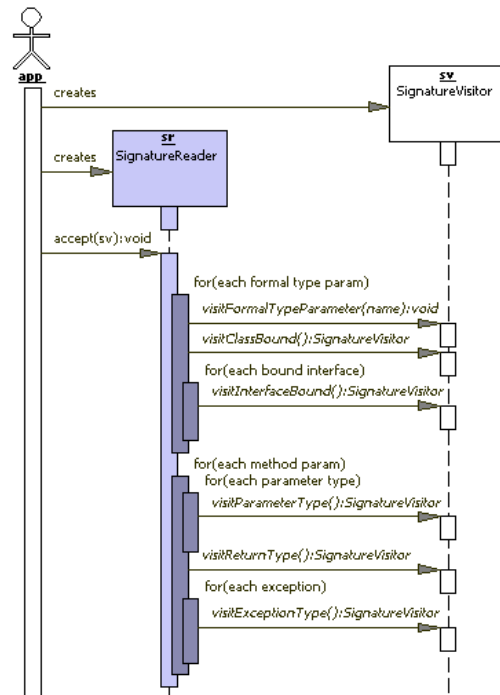 app
sv
SignatureVisitor
creates
sr
SignatureReader
creates
accept(sv):void
for(each formal type param)
visitFormalTypeParameter(name):void
visitClassBound():SignatureVisitor
for(each bound interface)
visitInterfaceBound():SignatureVisitor
for(each method param)
for(each parameter type)
visitParameterType():SignatureVisitor
visitReturnType():SignatureVisitor
for(each exception)
visitExceptionType():SignatureVisitor